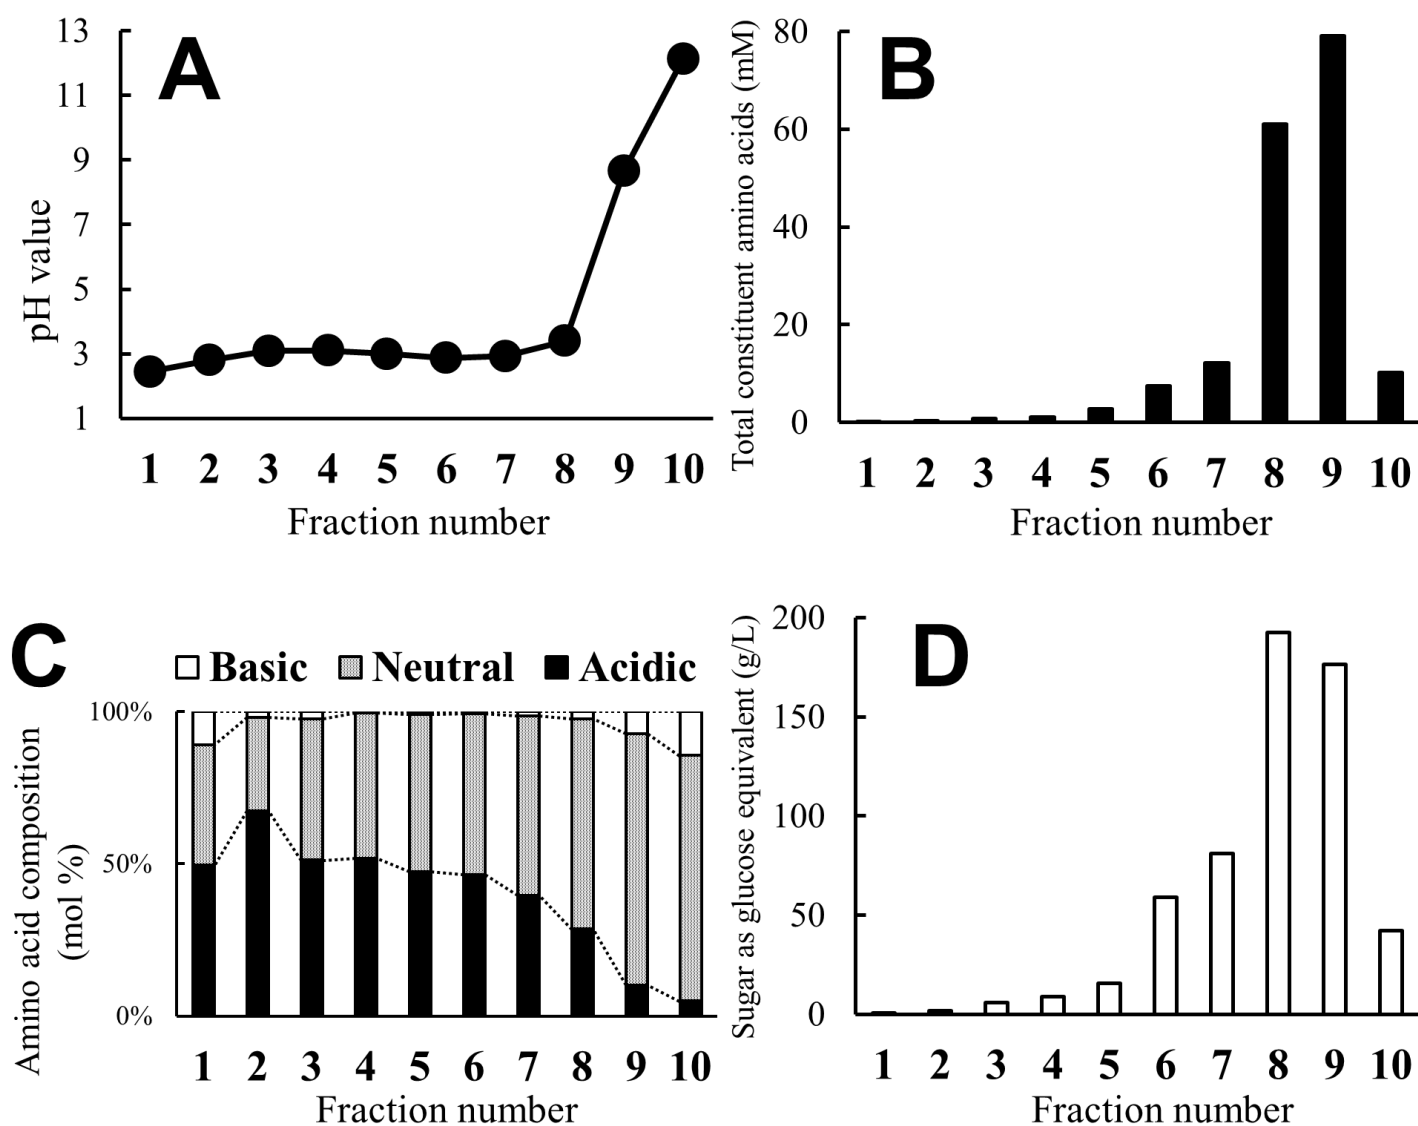 A
pH value
13
11
9
7
5
3
1
1 2 3 4 5 6 7 8 9 10
Fraction number
B
Total constituent amino acids (mM)
80
60
40
20
0
1 2 3 4 5 6 7 8 9 10
Fraction number
C
Basic Neutral Acidic
Amino acid composition
(mol %)
100%
50%
0%
1 2 3 4 5 6 7 8 9 10
Fraction number
D
Sugar as glucose equivalent (g/L)
200
150
100
50
0
1 2 3 4 5 6 7 8 9 10
Fraction number